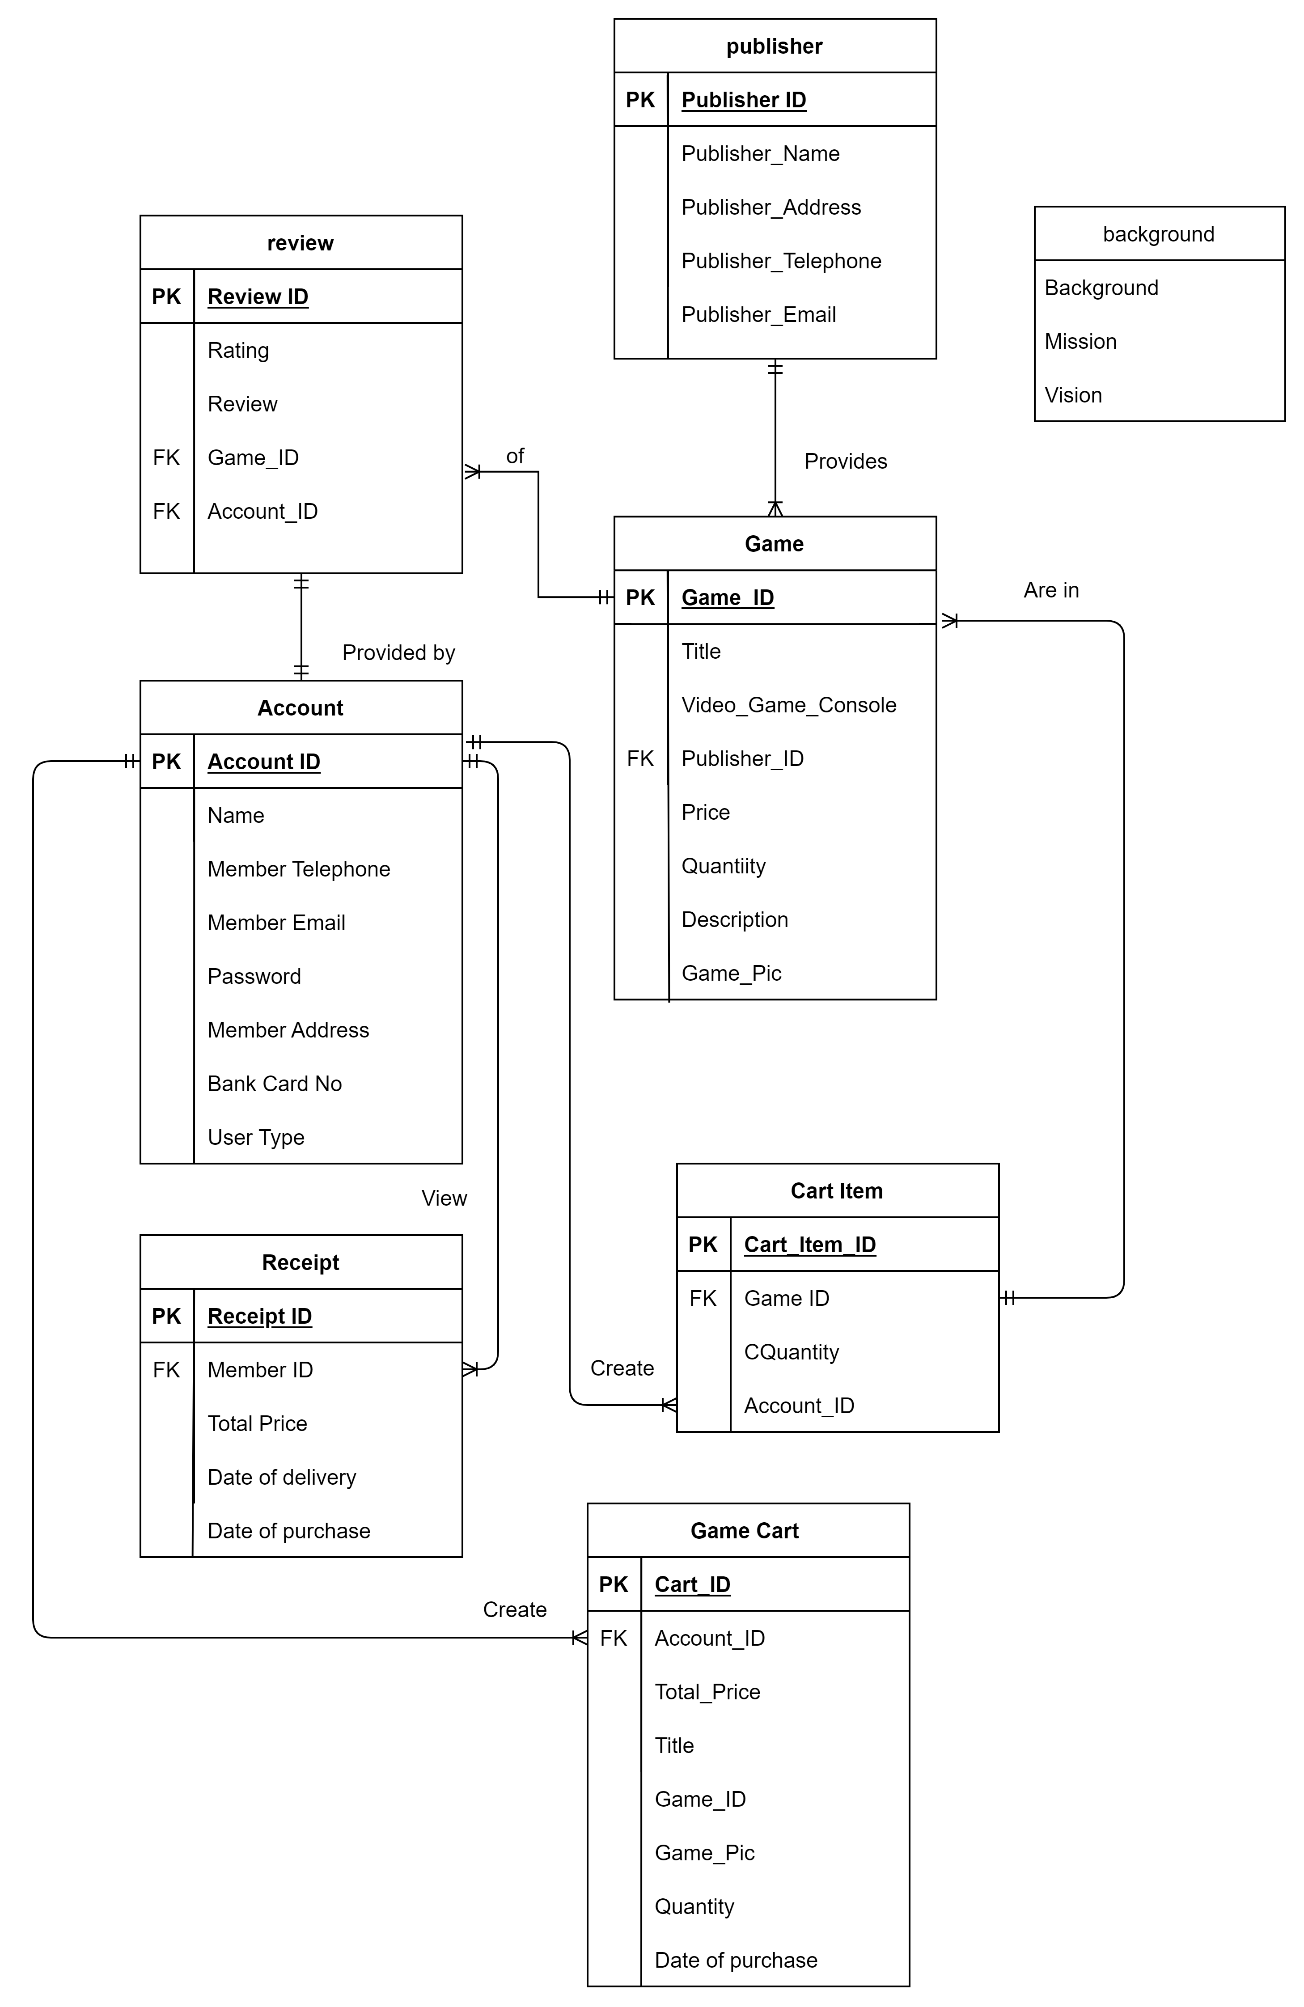 publisher
PK Publisher ID
Publisher_Name
Publisher_Address
Publisher_Telephone
Publisher_Email
background
Background
Mission
Vision
review
PK Review ID
Rating
Review
FK Game_ID
FK Account_ID
of
Provides
Game
PK Game_ID
Title
Video_Game_Console
FK Publisher_ID
Price
Quantiity
Description
Game_Pic
Are in
Provided by
Account
PK Account ID
Name
Member Telephone
Member Email
Password
Member Address
Bank Card No
User Type
View
Receipt
PK Receipt ID
FK Member ID
Total Price
Date of delivery
Date of purchase
Cart Item
PK Cart_Item_ID
FK Game ID
CQuantity
Account_ID
Create
Create
Game Cart
PK Cart_ID
FK Account_ID
Total_Price
Title
Game_ID
Game_Pic
Quantity
Date of purchase